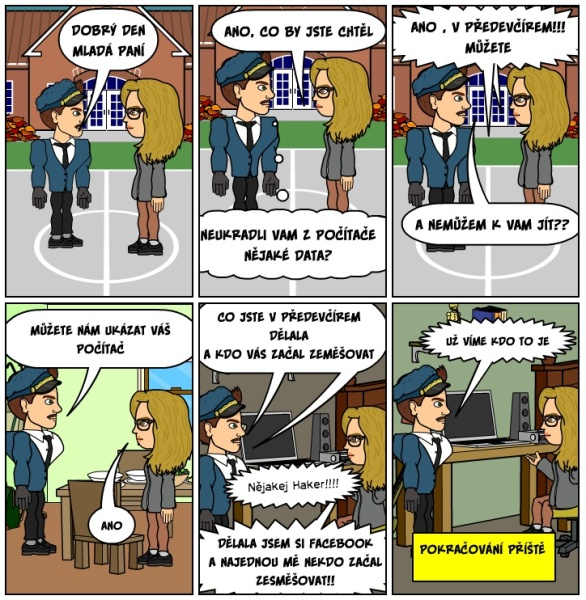 DOBRÝ DEN
MLADÁ PANÍ
ANO, CO BY JSTE CHTĚL
NEUKRADLI VAM Z POČÍTAČE
NĚJAKÉ DATA?
ANO , V PŘEDEVČÍREM!!!
MŮŽETE
A NEMŮŽEM K VAM JÍT??
MŮŽETE NÁM UKÁZAT VÁŠ
POČÍTAČ
ANO
CO JSTE V PŘEDEVČÍREM
DĚLALA
A KDO VÁS ZAČAL ZEMĚŠOVAT
Nějakej Haker!!!!
DĚLALA JSEM SI FACEBOOK
A NAJEDNOU MĚ NEKDO ZAČAL
ZESMĚŠOVAT!!
UŽ VÍME KDO TO JE
POKRAČOVÁNÍ PŘÍŠTĚ